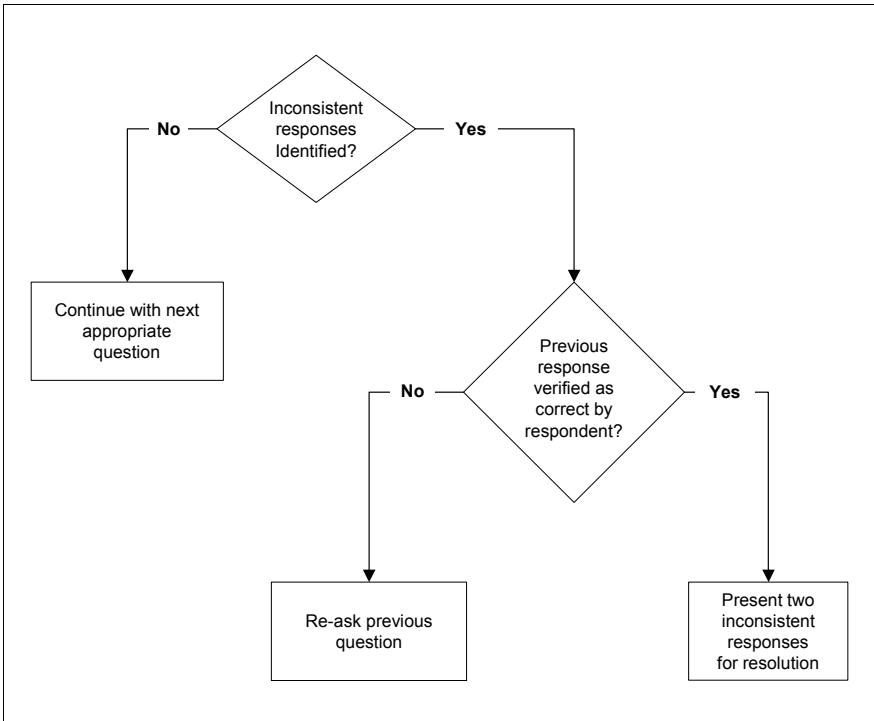 Inconsistent
responses
Identified?
No
Yes
Continue with next
appropriate
question
Previous
response
verified as
correct by
respondent?
No
Yes
Re-ask previous
question
Present two
inconsistent
responses
for resolution